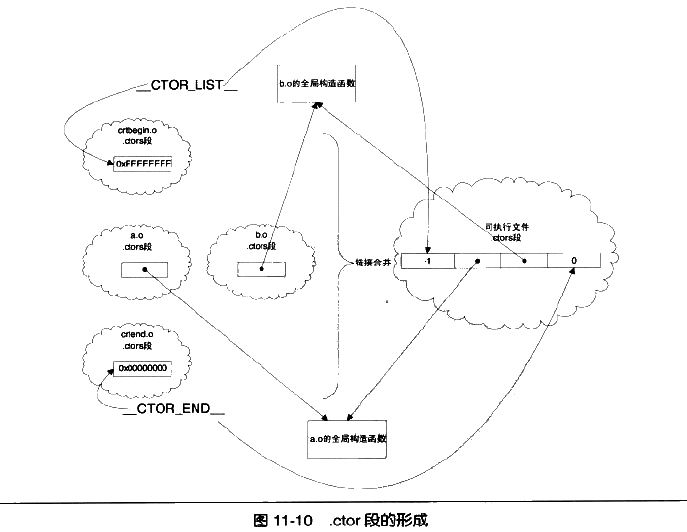 __CTOR_LIST__
b.o的全局构造函数
crtbegin.o
.ctors段
0xFFFFFFFF
a.o
.ctors段
b.o
.ctors段
链接合并
可执行文件
.ctors段
-1
0
crtend.o
.ctors段
0x00000000
__CTOR_END__
a.o的全局构造函数
图 11-10 .ctor 段的形成